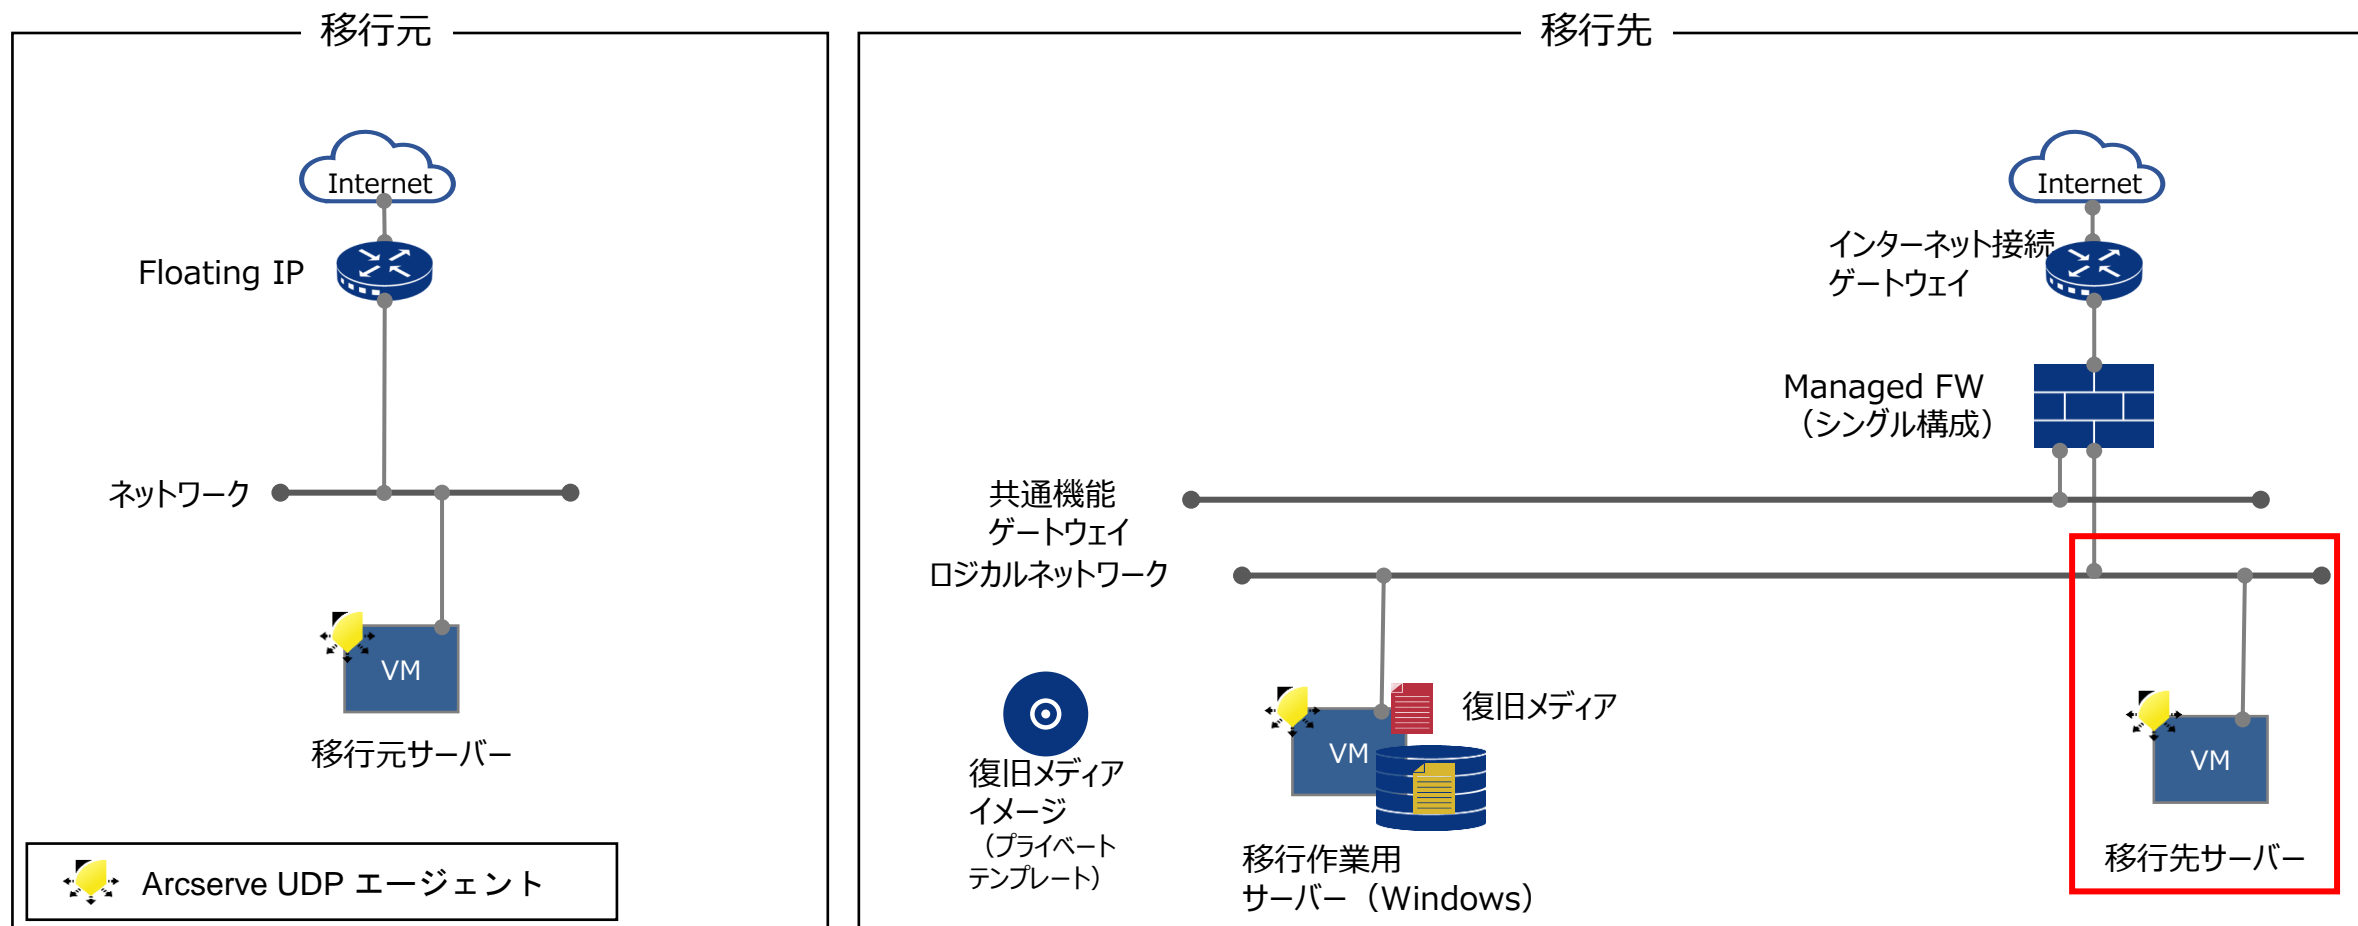 移行元
Internet
Floating IP
ネットワーク
VM
移行元サーバー
Arcserve UDP エージェント
移行先
Internet
インターネット接続
ゲートウェイ
Managed FW
（シングル構成）
共通機能
ゲートウェイ
ロジカルネットワーク
復旧メディア
イメージ
（プライベート
テンプレート）
VM
復旧メディア
移行作業用
サーバー（Windows）
VM
移行先サーバー